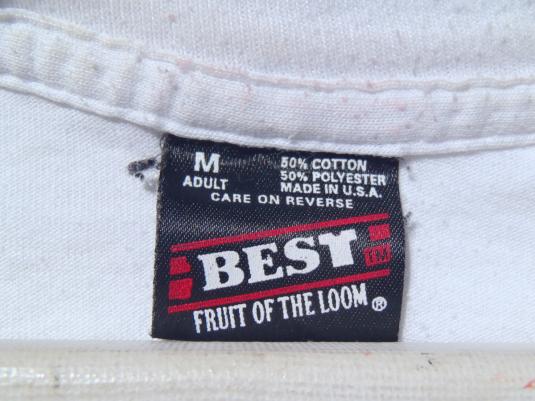 M 50% COTTON
ADULT 50% POLYESTER
MADE IN U.S.A.
CARE ON REVERSE
BEST TM
FRUIT OF THE LOOM ®